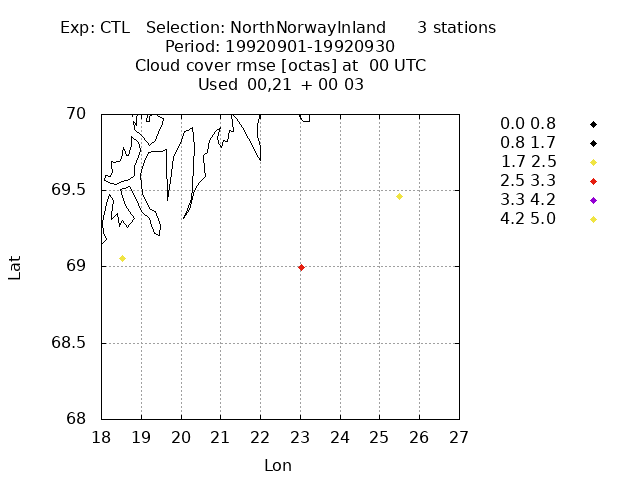 Exp: CTL   Selection: NorthNorwayInland      3 stations
Period: 19920901-19920930
Cloud cover rmse [octas] at  00 UTC
Used  00,21  + 00 03
70
69.5
69
68.5
68
Lat
18 19 20 21 22 23 24 25 26 27
Lon
0.0 0.8
0.8 1.7
1.7 2.5
2.5 3.3
3.3 4.2
4.2 5.0